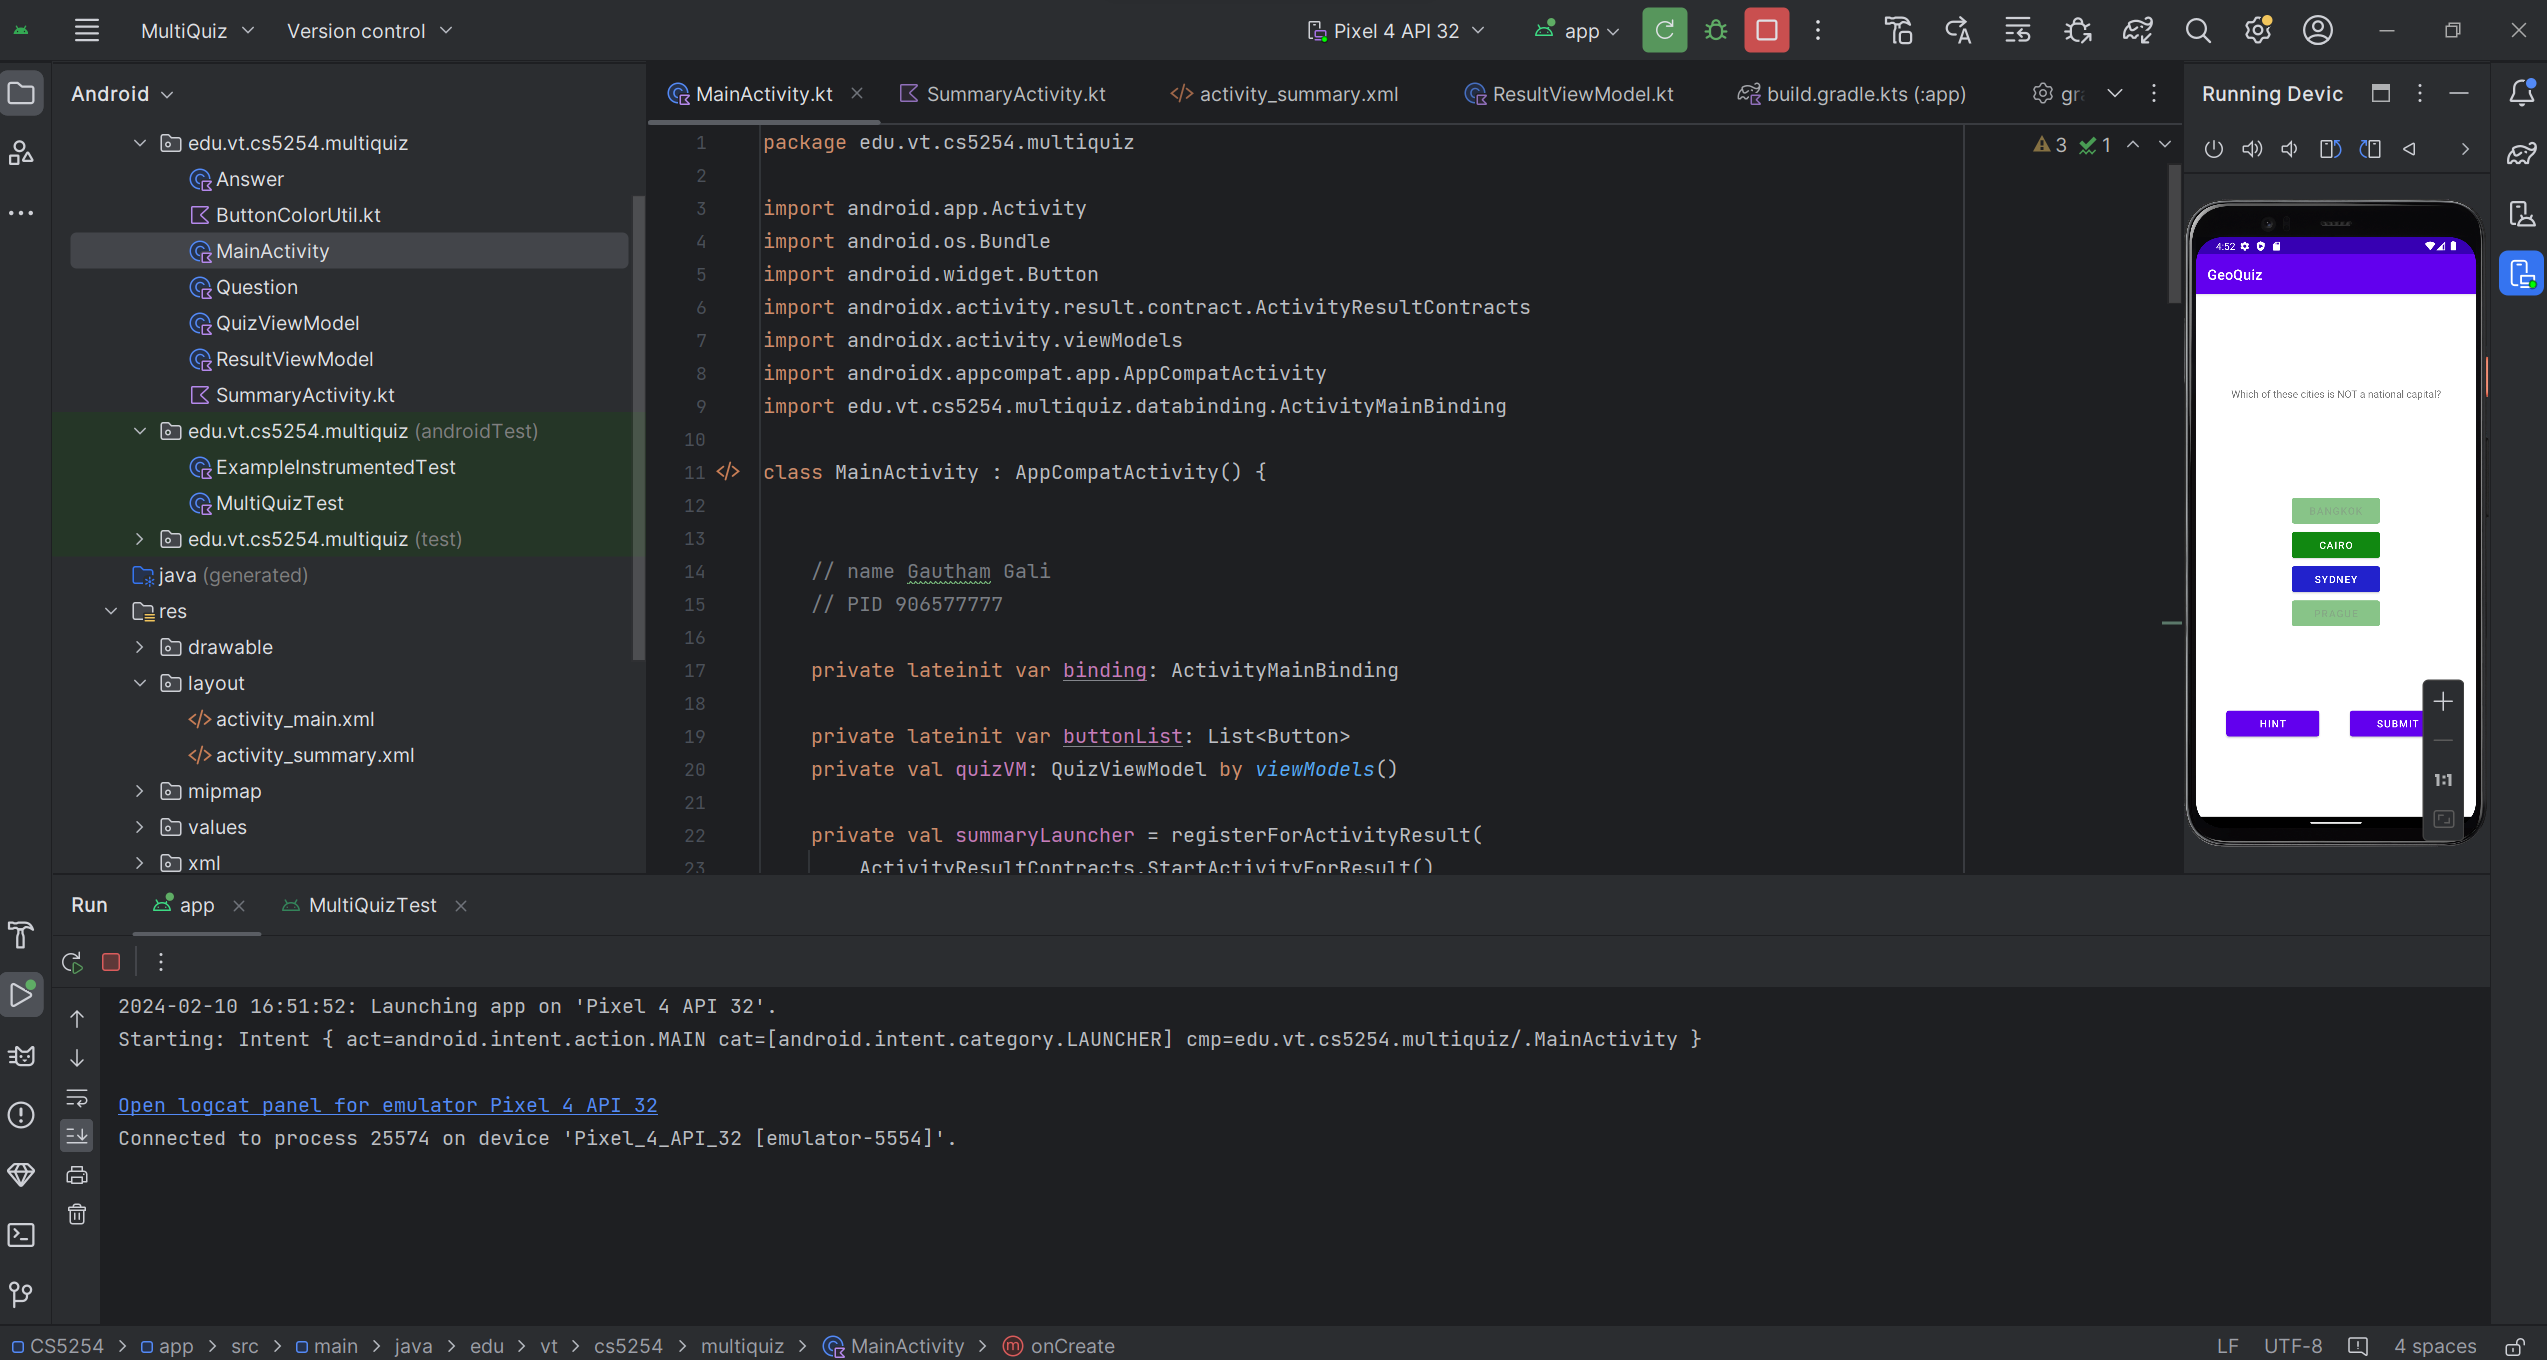 MultiQuiz
Version control
Pixel 4 API 32
app
Android
edu.vt.cs5254.multiquiz
Answer
ButtonColorUtil.kt
MainActivity
Question
QuizViewModel
ResultViewModel
SummaryActivity.kt
edu.vt.cs5254.multiquiz (androidTest)
ExampleInstrumentedTest
MultiQuizTest
edu.vt.cs5254.multiquiz (test)
java (generated)
res
drawable
layout
activity_main.xml
activity_summary.xml
mipmap
values
xml
MainActivity.kt
SummaryActivity.kt
activity_summary.xml
ResultViewModel.kt
build.gradle.kts (:app)
3
1
1 package edu.vt.cs5254.multiquiz
2
3 import android.app.Activity
4 import android.os.Bundle
5 import android.widget.Button
6 import androidx.activity.result.contract.ActivityResultContracts
7 import androidx.activity.viewModels
8 import androidx.appcompat.app.AppCompatActivity
9 import edu.vt.cs5254.multiquiz.databinding.ActivityMainBinding
10
11 class MainActivity : AppCompatActivity() {
12
13
14 // name Gautham Gali
15 // PID 906577777
16
17 private lateinit var binding: ActivityMainBinding
18
19 private lateinit var buttonList: List<Button>
20 private val quizVM: QuizViewModel by viewModels()
21
22 private val summaryLauncher = registerForActivityResult(
23 ActivityResultContracts.StartActivityForResult()
Running Devic
4:52
GeoQuiz
Which of these cities is NOT a national capital?
BANGKOK
CAIRO
SYDNEY
PRAGUE
HINT
SUBMIT
1:1
Run
app
MultiQuizTest
2024-02-10 16:51:52: Launching app on 'Pixel 4 API 32'.
Starting: Intent { act=android.intent.action.MAIN cat=[android.intent.category.LAUNCHER] cmp=edu.vt.cs5254.multiquiz/.MainActivity }
Open logcat panel for emulator Pixel 4 API 32
Connected to process 25574 on device 'Pixel_4_API_32 [emulator-5554]'.
CS5254 > app > src > main > java > edu > vt > cs5254 > multiquiz > MainActivity > onCreate
LF
UTF-8
4 spaces